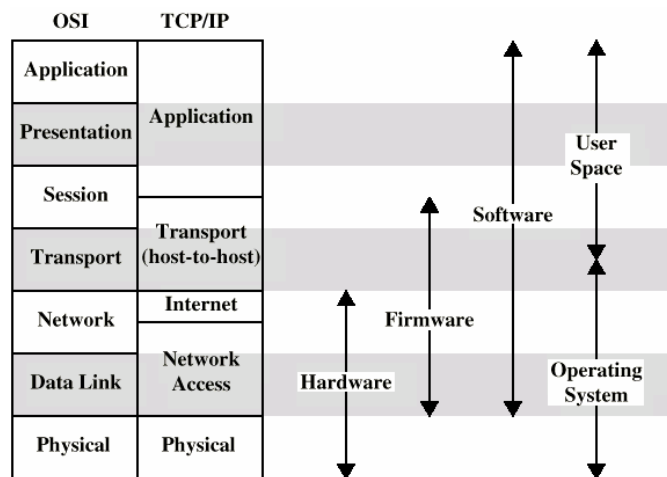 OSI TCP/IP
Application
Presentation
Session
Transport
Network
Data Link
Physical
Application
Transport
(host-to-host)
Internet
Network
Access
Physical
Hardware
Firmware
Software
User
Space
Operating
System